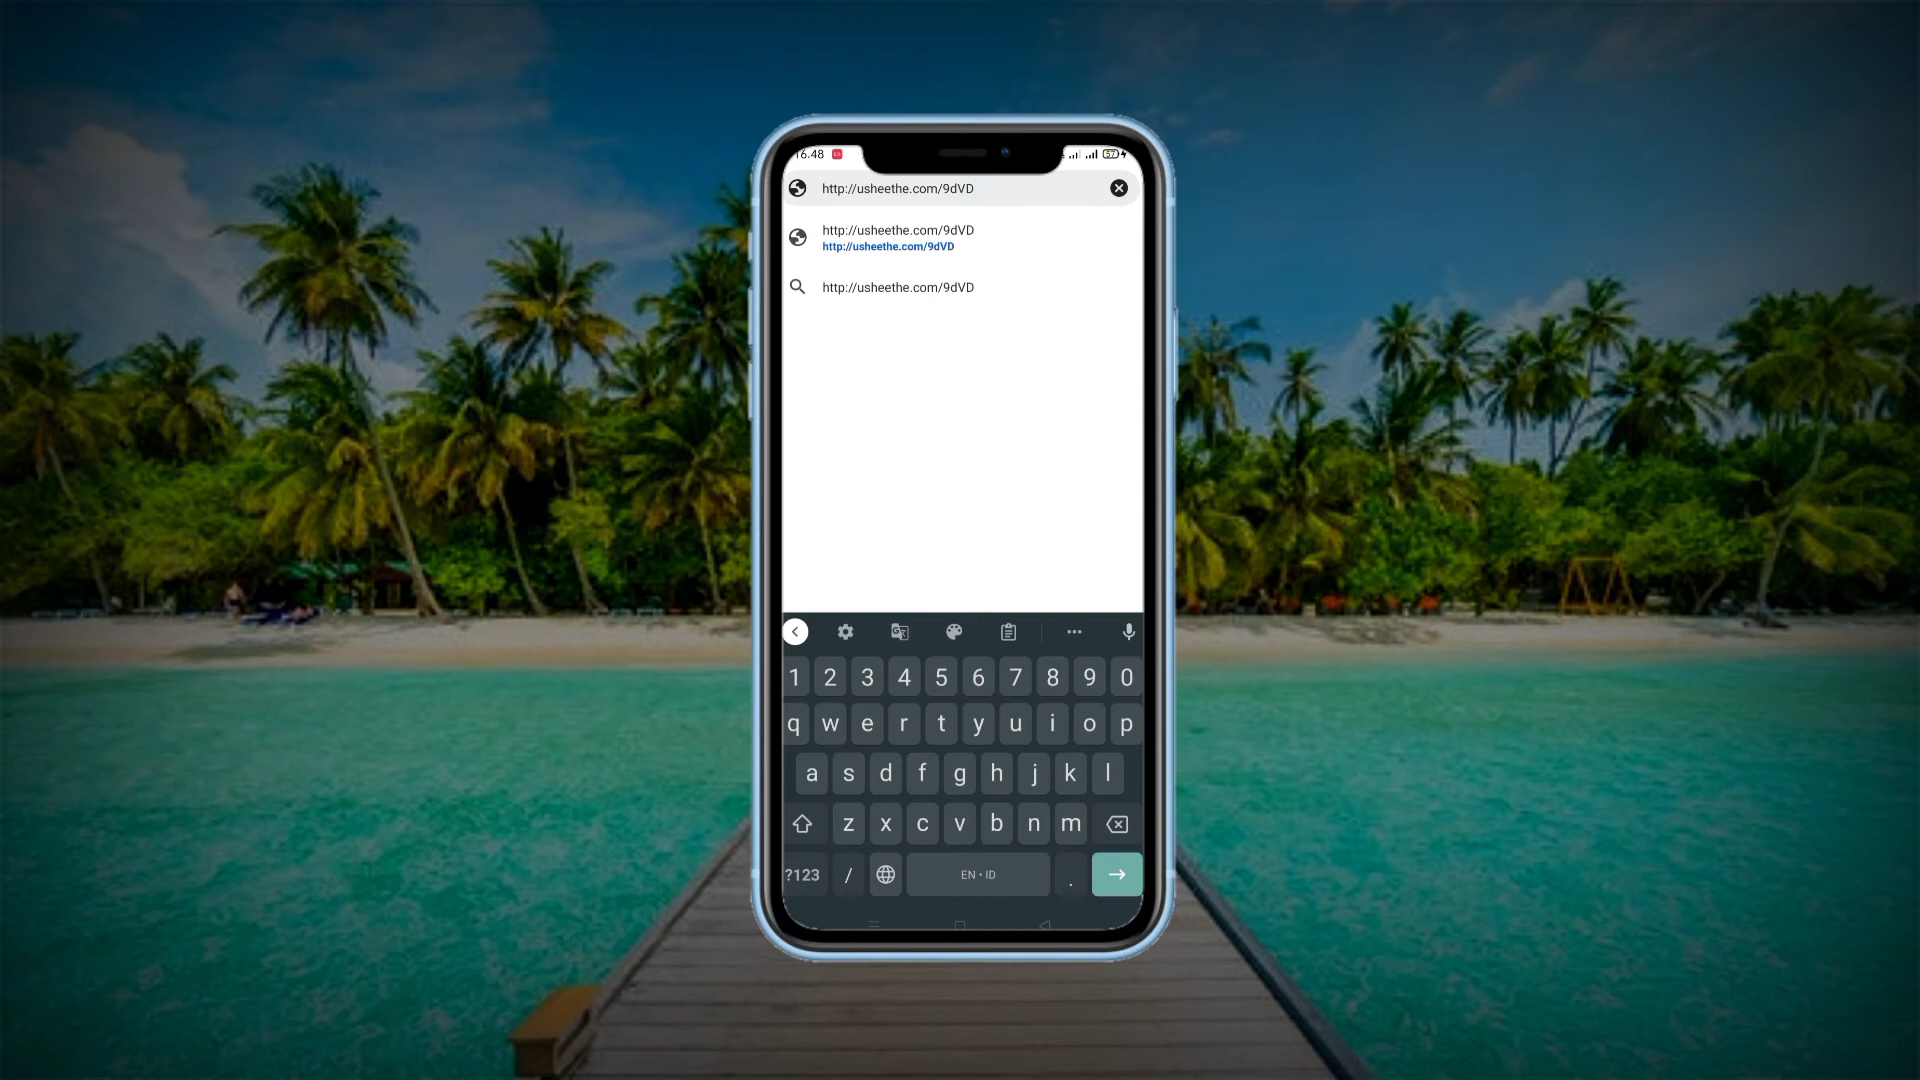 16.48
57
http://usheethe.com/9dVD
http://usheethe.com/9dVD
http://usheethe.com/9dVD
http://usheethe.com/9dVD
1 2 3 4 5 6 7 8 9 0
q w e r t y u i o p
a s d f g h j k l
z x c v b n m
?123 / EN • ID .